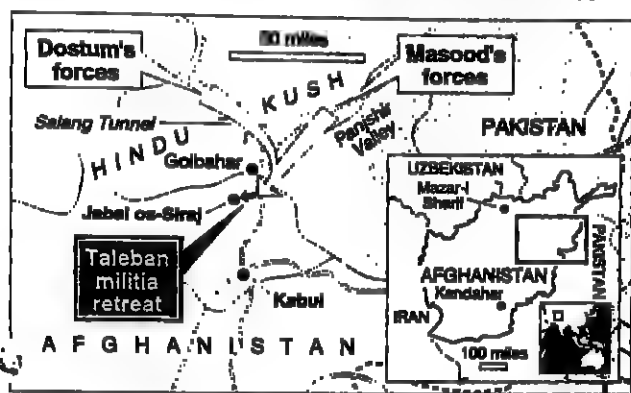 Dostum's
forces
50 miles
Masood's
forces
HINDU KUSH
Salang Tunnel
Panjshir
Valley
PAKISTAN
Golbahar
Jabal os-Siraj
Taleban
militia
retreat
Kabul
AFGHANISTAN
UZBEKISTAN
Mazar-i
Sharif
PAKISTAN
AFGHANISTAN
Kandahar
IRAN
100 miles